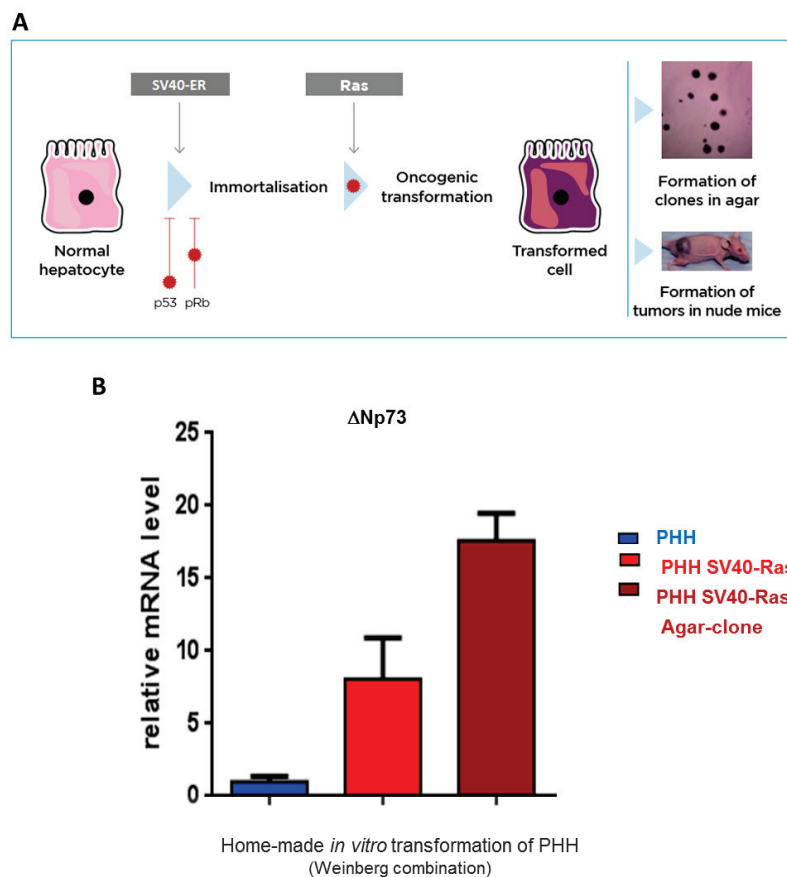 A
SV40-ER
Ras
Immortalisation
Oncogenic
transformation
Normal
hepatocyte
p53 pRb
Transformed
cell
Formation of
clones in agar
Formation of
tumors in nude mice
B
ΔNp73
relative mRNA level
25
20
15
10
5
0
PHH
PHH SV40-Ras
PHH SV40-Ras
Agar-clone
Home-made in vitro transformation of PHH
(Weinberg combination)